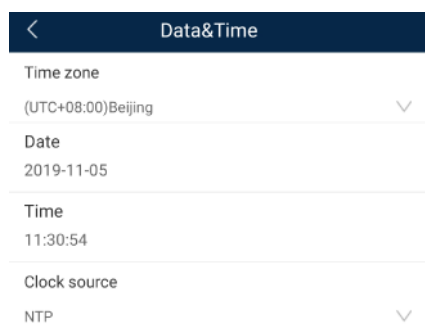 Data&Time
Time zone
(UTC+08:00)Beijing
Date
2019-11-05
Time
11:30:54
Clock source
NTP